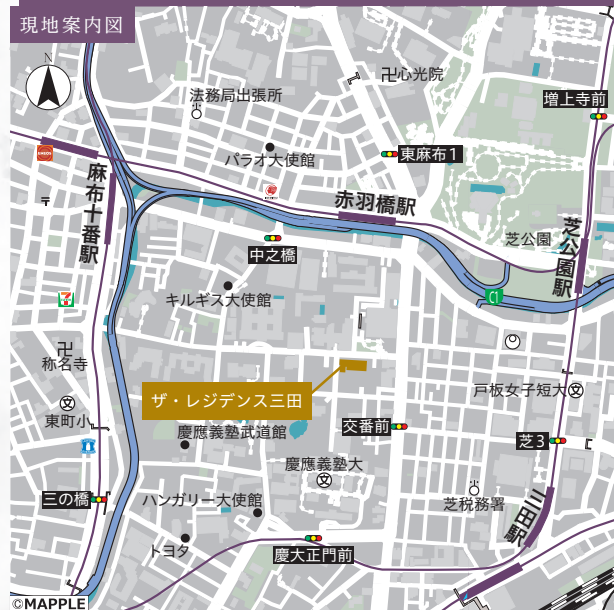 現地案内図
N
卍心光院
法務局出張所
増上寺前
東麻布1
パラオ大使館
麻布十番駅
赤羽橋駅
芝公園
芝公園駅
中之橋
キルギス大使館
C1
7
卍
称名寺
ザ・レジデンス三田
戸板女子短大文
文
東町小
慶應義塾武道館
交番前
芝3
慶應義塾大
文
三の橋
ハンガリー大使館
芝税務署
三田駅
トヨタ
慶大正門前
©MAPPLE